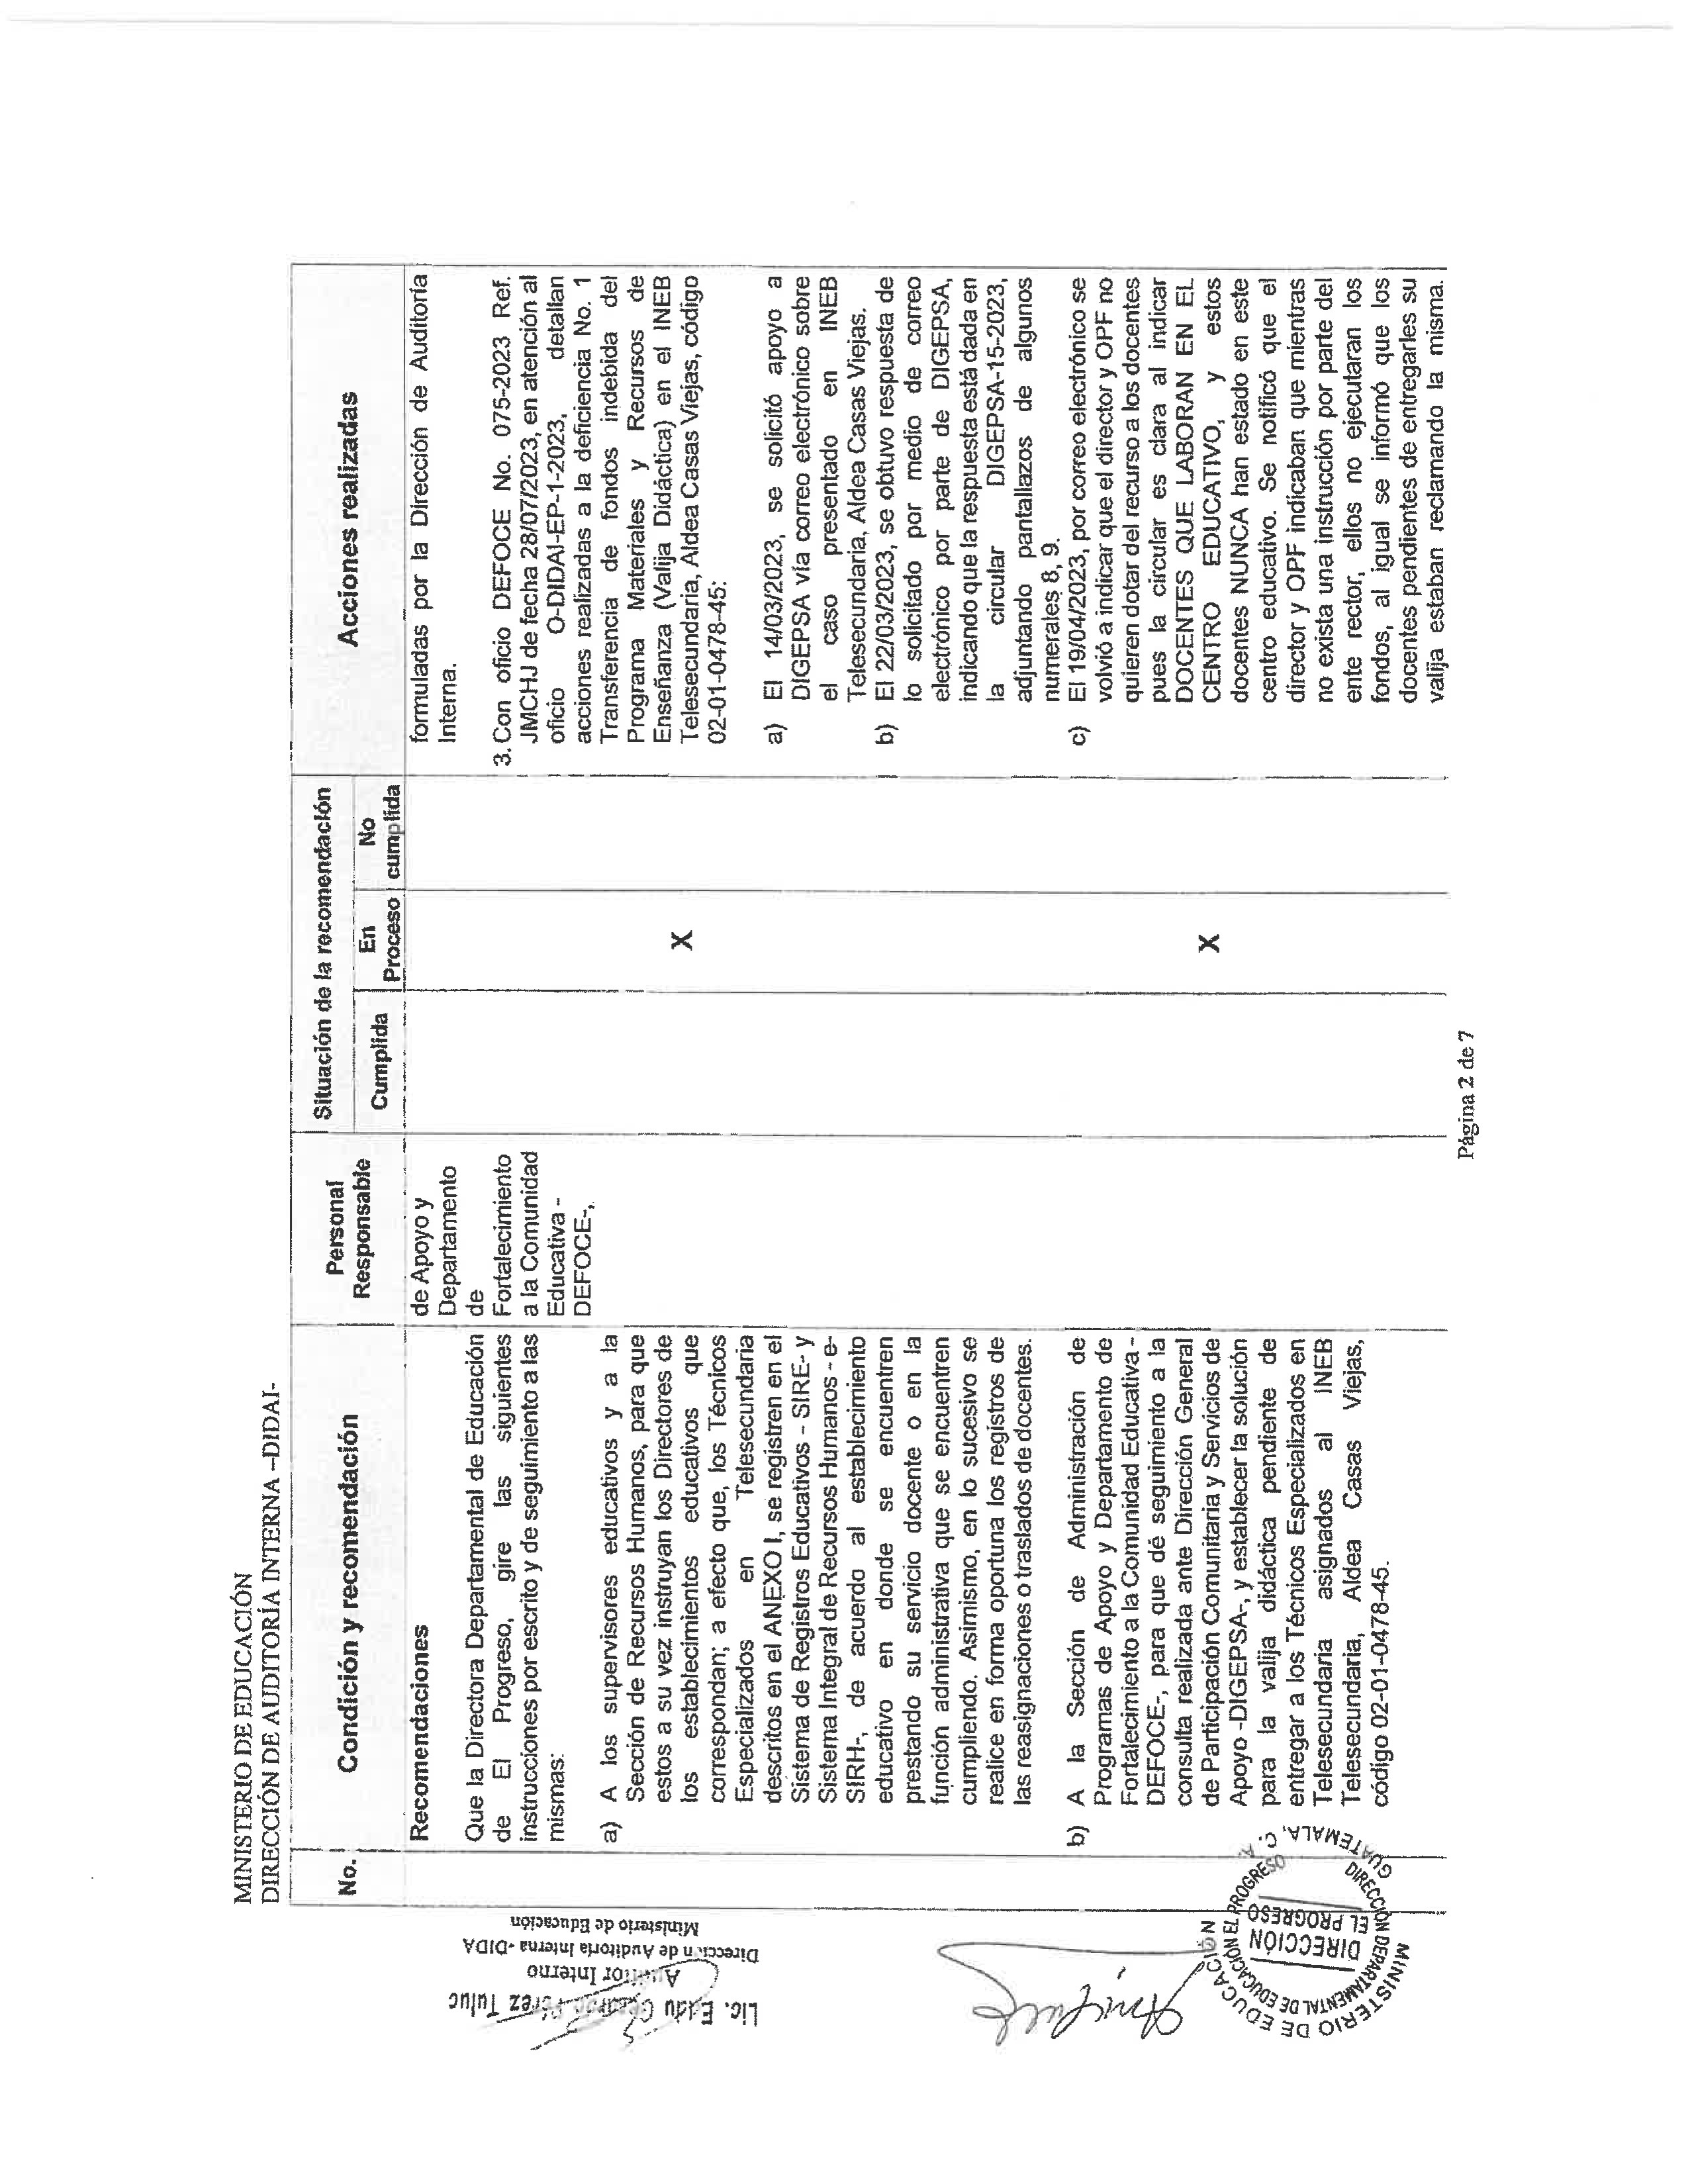 MINISTERIO DE EDUCACIÓN
DIRECCIÓN DE AUDITORÍA INTERNA –DIDAI-
No.
Condición y recomendación
Personal
Responsable
Situación de la recomendación
Cumplida
En
Proceso
No
cumplida
Acciones realizadas
Recomendaciones
Que la Directora Departamental de Educación
de El Progreso, gire las siguientes
instrucciones por escrito y de seguimiento a las
mismas:
a) A los supervisores educativos y a la
Sección de Recursos Humanos, para que
estos a su vez instruyan los Directores de
los establecimientos educativos que
correspondan; a efecto que, los Técnicos
Especializados en Telesecundaria
descritos en el ANEXO I, se registren en el
Sistema de Registros Educativos - SIRE- y
Sistema Integral de Recursos Humanos - e-
SIRH-, de acuerdo al establecimiento
educativo en donde se encuentren
prestando su servicio docente o en la
función administrativa que se encuentren
cumpliendo. Asimismo, en lo sucesivo se
realice en forma oportuna los registros de
las reasignaciones o traslados de docentes.
b) A la Sección de Administración de
Programas de Apoyo y Departamento de
Fortalecimiento a la Comunidad Educativa -
DEFOCE-, para que dé seguimiento a la
consulta realizada ante Dirección General
de Participación Comunitaria y Servicios de
Apoyo -DIGEPSA-, y establecer la solución
para la valija didáctica pendiente de
entregar a los Técnicos Especializados en
Telesecundaria asignados al INEB
Telesecundaria, Aldea Casas Viejas,
código 02-01-0478-45.
de Apoyo y
Departamento
de
Fortalecimiento
a la Comunidad
Educativa -
DEFOCE-,
X
X
formuladas por la Dirección de Auditoría
Interna.
3. Con oficio DEFOCE No. 075-2023 Ref.
JMCHJ de fecha 28/07/2023, en atención al
oficio O-DIDAI-EP-1-2023, detallan
acciones realizadas a la deficiencia No. 1
Transferencia de fondos indebida del
Programa Materiales y Recursos de
Enseñanza (Valija Didáctica) en el INEB
Telesecundaria, Aldea Casas Viejas, código
02-01-0478-45:
a) El 14/03/2023, se solicitó apoyo a
DIGEPSA vía correo electrónico sobre
el caso presentado en INEB
Telesecundaria, Aldea Casas Viejas.
b) El 22/03/2023, se obtuvo respuesta de
lo solicitado por medio de correo
electrónico por parte de DIGEPSA,
indicando que la respuesta está dada en
la circular DIGEPSA-15-2023,
adjuntando pantallazos de algunos
numerales 8, 9.
c) El 19/04/2023, por correo electrónico se
volvió a indicar que el director y OPF no
quieren dotar del recurso a los docentes
pues la circular es clara al indicar
DOCENTES QUE LABORAN EN EL
CENTRO EDUCATIVO, y estos
docentes NUNCA han estado en este
centro educativo. Se notificó que el
director y OPF indicaban que mientras
no exista una instrucción por parte del
ente rector, ellos no ejecutaran los
fondos, al igual se informó que los
docentes pendientes de entregarles su
valija estaban reclamando la misma.
Página 2 de 7
Lic. Pérez Tuluc
Auditor Interno
Dirección de Auditoría Interna -DIDA
Ministerio de Educación
MINISTERIO DE EDUCACIÓN
DIRECCIÓN DEPARTAMENTAL DE EDUCACIÓN EL PROGRESO
DIRECCIÓN
EL PROGRESO
GUATEMALA, C. A.